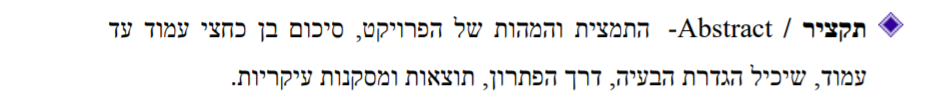 תקציר / Abstract- התמצית והמהות של הפרויקט, סיכום בן כחצי עמוד עד
עמוד, שיכיל הגדרת הבעיה, דרך הפתרון, תוצאות ומסקנות עיקריות.